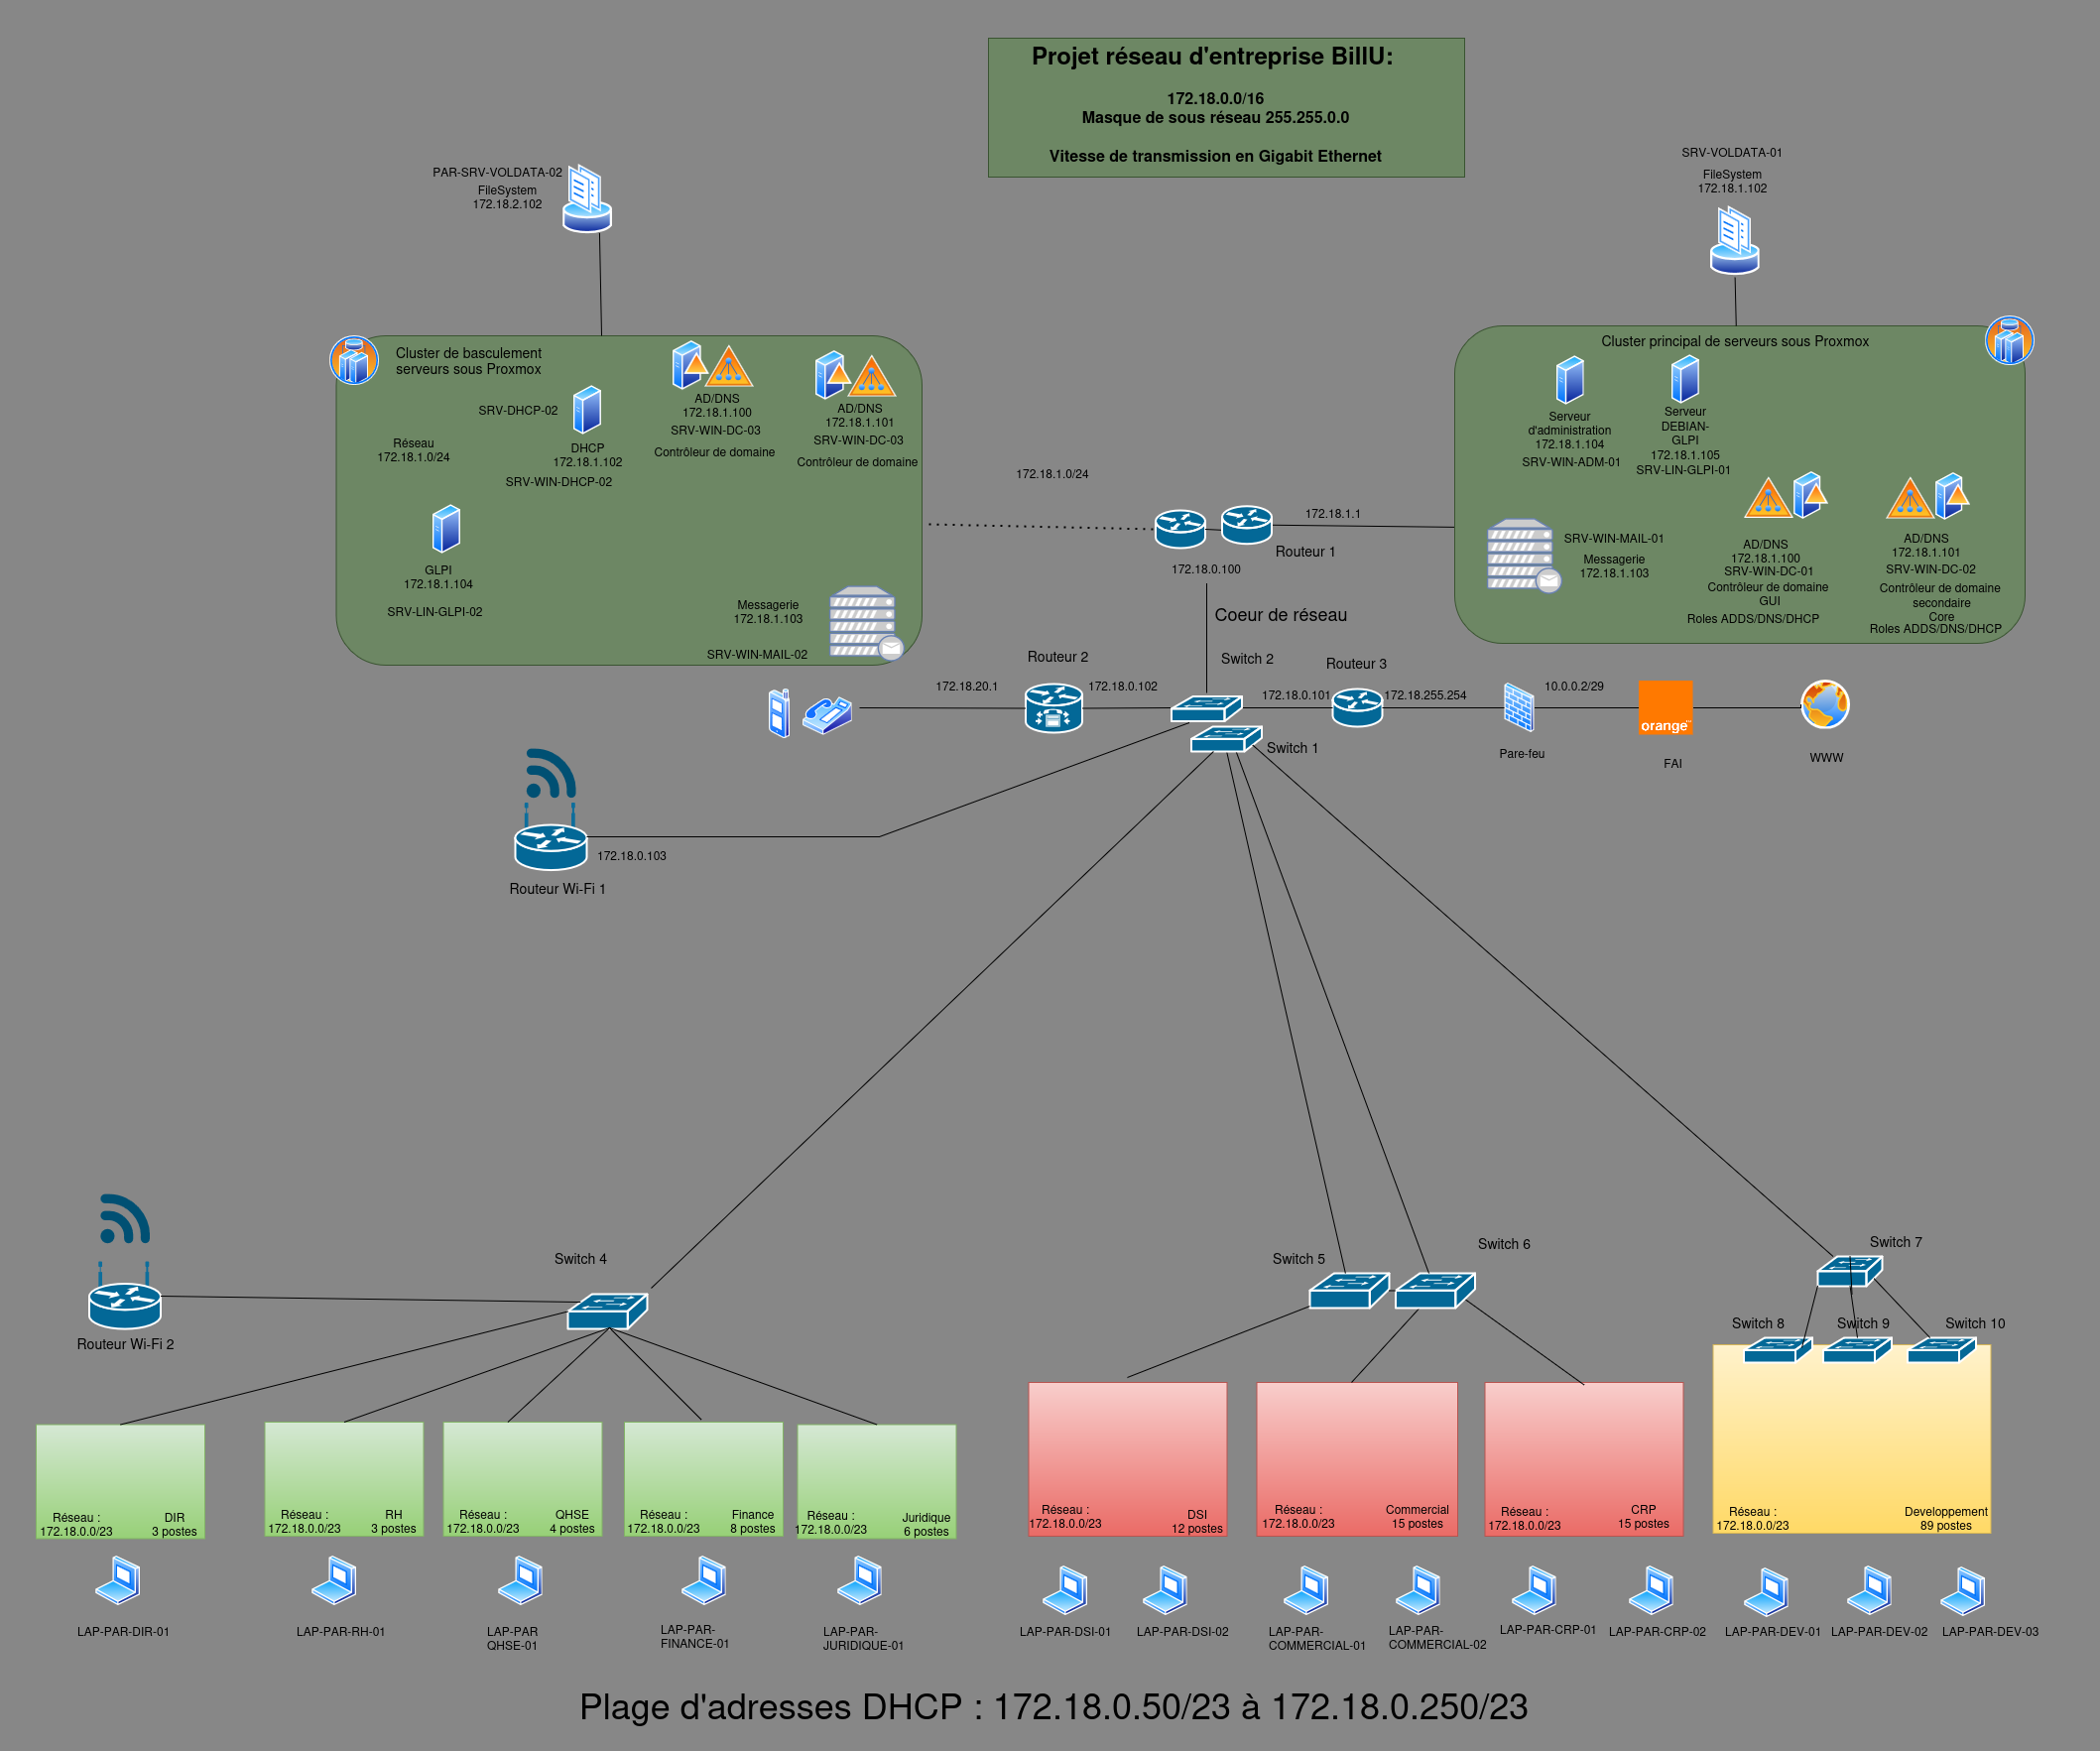 Projet réseau d'entreprise BillU:
172.18.0.0/16
Masque de sous réseau 255.255.0.0
Vitesse de transmission en Gigabit Ethernet
PAR-SRV-VOLDATA-02
FileSystem
172.18.2.102
SRV-VOLDATA-01
FileSystem
172.18.1.102
Cluster de basculement
serveurs sous Proxmox
SRV-DHCP-02
Réseau
172.18.1.0/24
DHCP
172.18.1.102
SRV-WIN-DHCP-02
AD/DNS
172.18.1.100
SRV-WIN-DC-03
Contrôleur de domaine
AD/DNS
172.18.1.101
SRV-WIN-DC-03
Contrôleur de domaine
GLPI
172.18.1.104
SRV-LIN-GLPI-02
Messagerie
172.18.1.103
SRV-WIN-MAIL-02
172.18.1.0/24
172.18.1.1
Routeur 1
172.18.0.100
Coeur de réseau
Cluster principal de serveurs sous Proxmox
Serveur
d'administration
172.18.1.104
SRV-WIN-ADM-01
Serveur
DEBIAN-
GLPI
172.18.1.105
SRV-LIN-GLPI-01
SRV-WIN-MAIL-01
Messagerie
172.18.1.103
AD/DNS
172.18.1.100
SRV-WIN-DC-01
Contrôleur de domaine
GUI
Roles ADDS/DNS/DHCP
AD/DNS
172.18.1.101
SRV-WIN-DC-02
Contrôleur de domaine
secondaire
Core
Roles ADDS/DNS/DHCP
Routeur 2
Switch 2
Routeur 3
172.18.20.1
172.18.0.102
172.18.0.101
172.18.255.254
10.0.0.2/29
orange
Switch 1
Pare-feu
FAI
WWW
172.18.0.103
Routeur Wi-Fi 1
Switch 4
Switch 5
Switch 6
Switch 7
Switch 8
Switch 9
Switch 10
Routeur Wi-Fi 2
Réseau :
172.18.0.0/23
DIR
3 postes
Réseau :
172.18.0.0/23
RH
3 postes
Réseau :
172.18.0.0/23
QHSE
4 postes
Réseau :
172.18.0.0/23
Finance
8 postes
Réseau :
172.18.0.0/23
Juridique
6 postes
Réseau :
172.18.0.0/23
DSI
12 postes
Réseau :
172.18.0.0/23
Commercial
15 postes
Réseau :
172.18.0.0/23
CRP
15 postes
Réseau :
172.18.0.0/23
Developpement
89 postes
LAP-PAR-DIR-01
LAP-PAR-RH-01
LAP-PAR
QHSE-01
LAP-PAR-
FINANCE-01
LAP-PAR-
JURIDIQUE-01
LAP-PAR-DSI-01
LAP-PAR-DSI-02
LAP-PAR-
COMMERCIAL-01
LAP-PAR-
COMMERCIAL-02
LAP-PAR-CRP-01
LAP-PAR-CRP-02
LAP-PAR-DEV-01
LAP-PAR-DEV-02
LAP-PAR-DEV-03
Plage d'adresses DHCP : 172.18.0.50/23 à 172.18.0.250/23